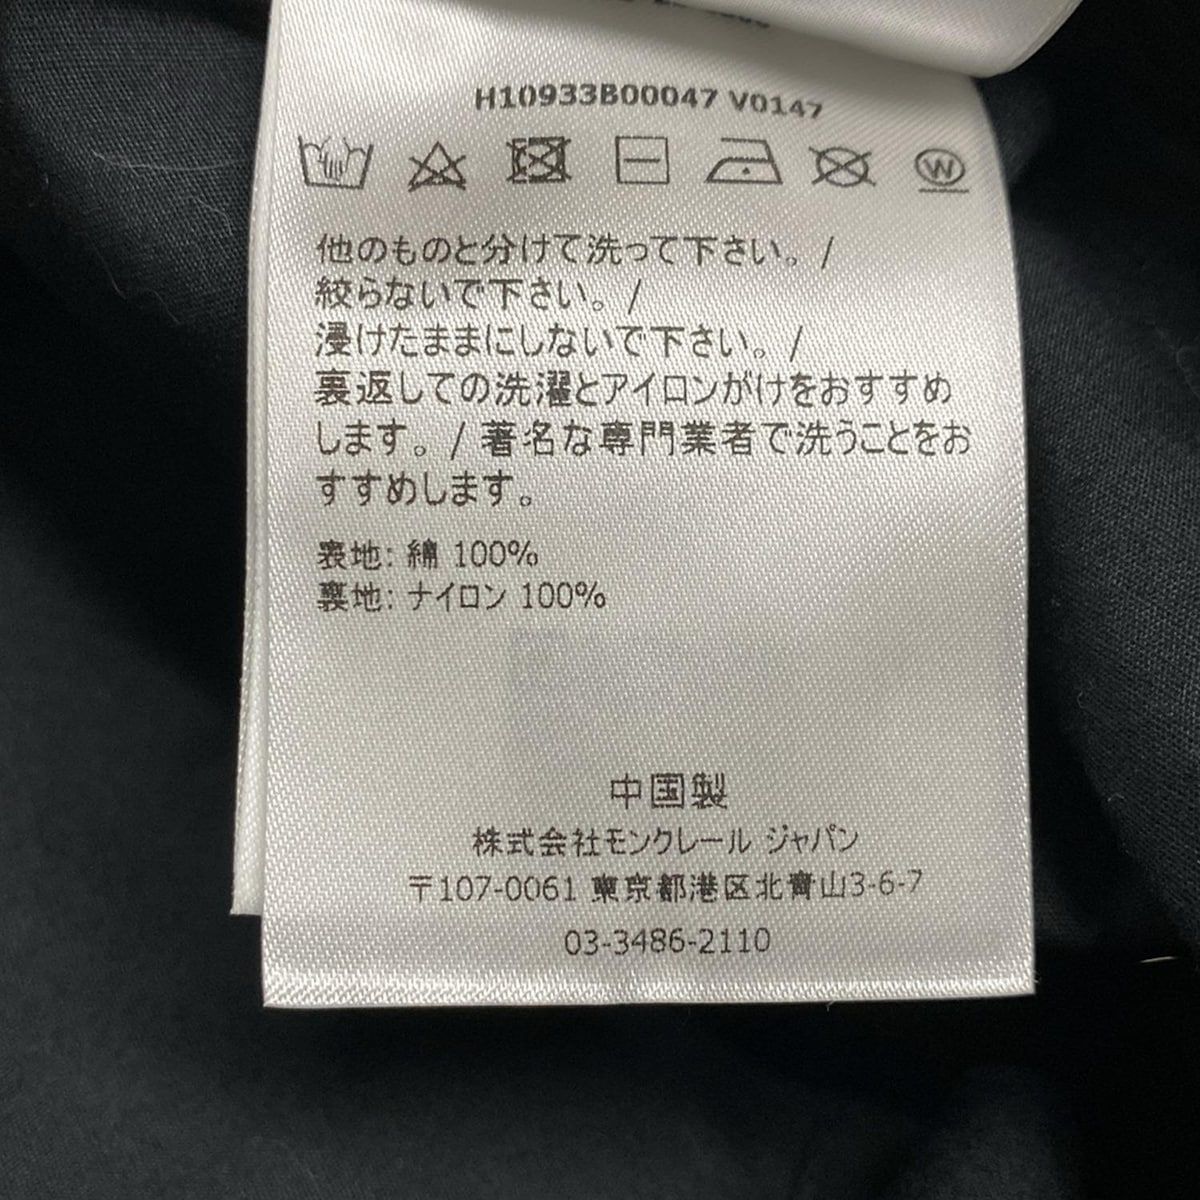 H10933B00047 V0147
W
他のものと分けて洗って下さい。/
絞らないで下さい。/
浸けたままにしないで下さい。/
裏返しての洗濯とアイロンがけをおすすめ
します。/ 著名な専門業者で洗うことをお
すすめします。
表地: 綿 100%
裏地: ナイロン 100%
中国製
株式会社モンクレール ジャパン
〒107-0061 東京都港区北青山3-6-7
03-3486-2110